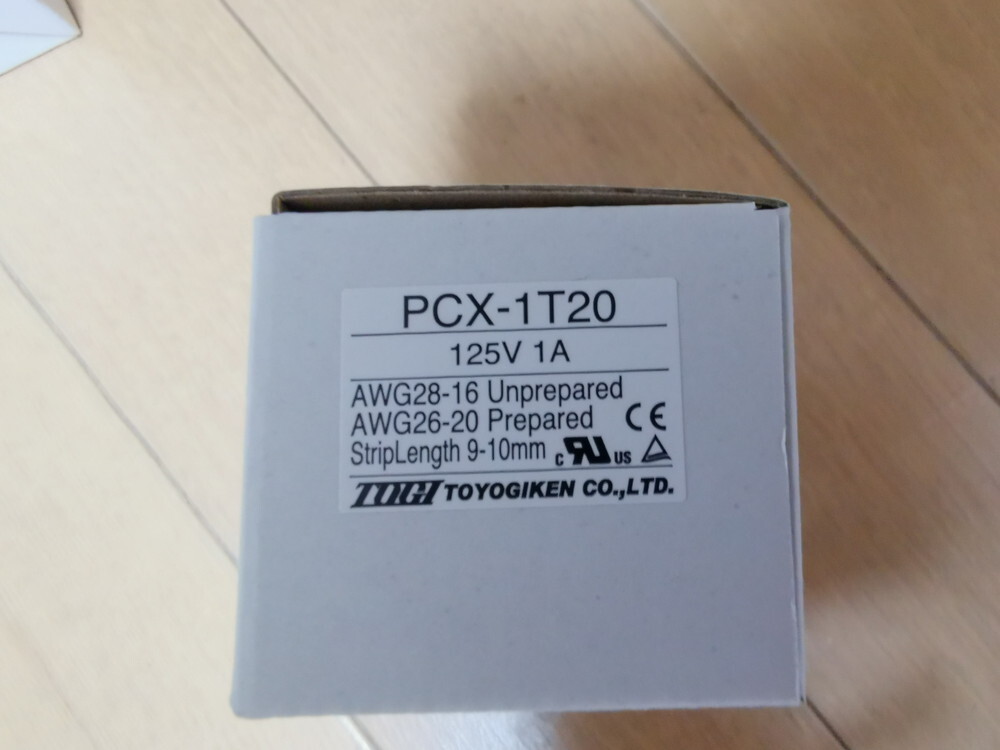 PCX-1T20
125V 1A
AWG28-16 Unprepared
AWG26-20 Prepared CE
StripLength 9-10mm c RU US
TOGI TOYOGIKEN CO.,LTD.